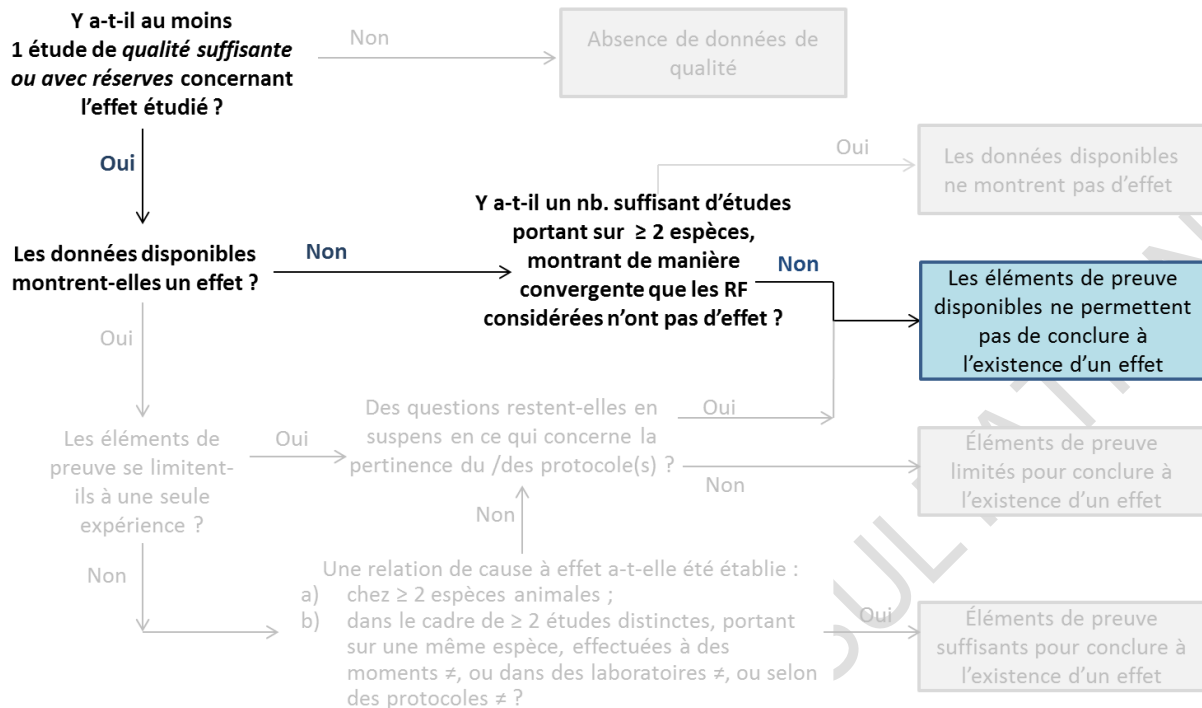 Y a-t-il au moins
1 étude de qualité suffisante
ou avec réserves concernant
l'effet étudié ?
Non
Absence de données de
qualité
Oui
Oui
Les données disponibles
ne montrent pas d'effet
Y a-t-il un nb. suffisant d'études
portant sur ≥ 2 espèces,
montrant de manière
convergente que les RF
considérées n'ont pas d'effet ?
Les données disponibles
montrent-elles un effet ?
Non
Non
Les éléments de preuve
disponibles ne permettent
pas de conclure à
l'existence d'un effet
Oui
Les éléments de
preuve se limitent-
ils à une seule
expérience ?
Oui
Des questions restent-elles en
suspens en ce qui concerne la
pertinence du /des protocole(s) ?
Oui
Non
Éléments de preuve
limités pour conclure à
l'existence d'un effet
Non
Non
Une relation de cause à effet a-t-elle été établie :
a) chez ≥ 2 espèces animales ;
b) dans le cadre de ≥ 2 études distinctes, portant
sur une même espèce, effectuées à des
moments ≠, ou dans des laboratoires ≠, ou selon
des protocoles ≠ ?
Oui
Éléments de preuve
suffisants pour conclure à
l'existence d'un effet